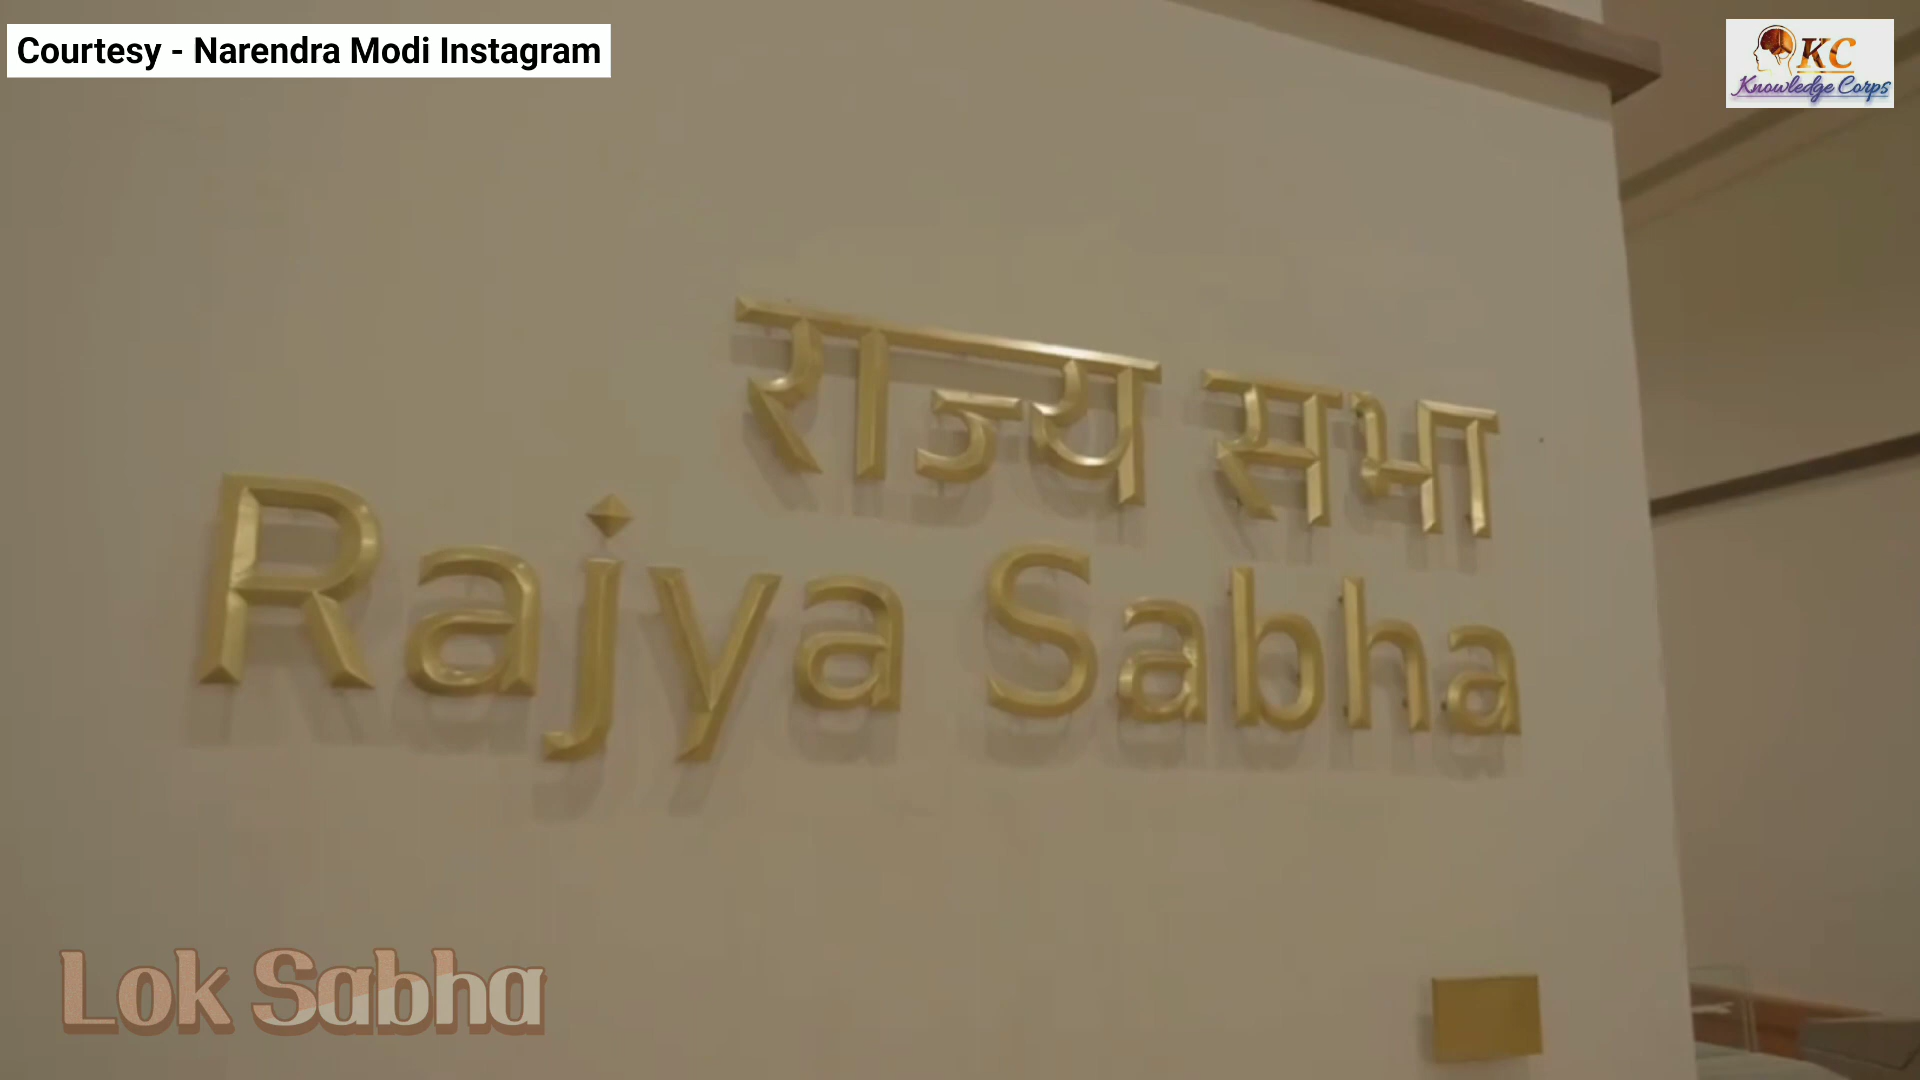 Courtesy - Narendra Modi Instagram
KC
Knowledge Corps
राज्य सभा
Rajya Sabha
Lok Sabha